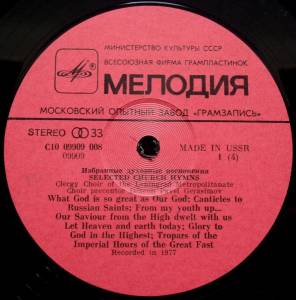 МИНИСТЕРСТВО КУЛЬТУРЫ СССР
ВСЕСОЮЗНАЯ ФИРМА ГРАМПЛАСТИНОК
МЕЛОДИЯ
МОСКОВСКИЙ ОПЫТНЫЙ ЗАВОД «ГРАМЗАПИСЬ»
STEREO 33
С10 09909 008
09909
MADE IN USSR
1 (4)
Избранные духовные песнопения
SELECTED CHURCH HYMNS
Clergy Choir of the Leningrad Metropolitanate
Choir precentor Pavel Gerasimov
What God is so great as Our God; Canticles to
Russian Saints; From my youth up...
Our Saviour from the High dwelt with us
Let Heaven and earth today; Glory to
God in the Highest; Tropars of the
Imperial Hours of the Great Fast
Recorded in 1977